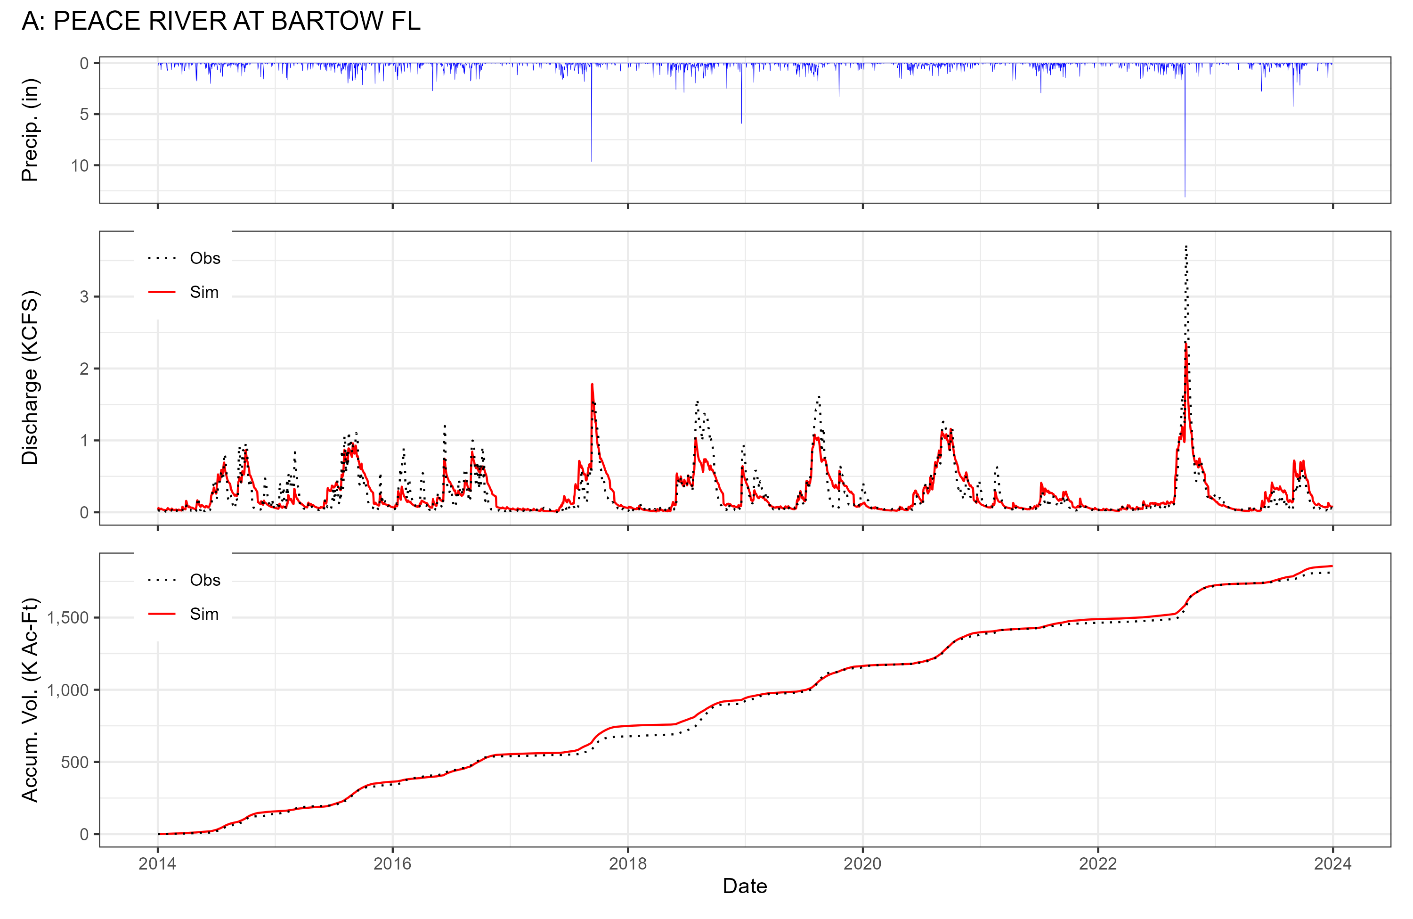 A: PEACE RIVER AT BARTOW FL
Precip. (in)
0
5
10
Discharge (KCFS)
3
2
1
0
Obs
Sim
Accum. Vol. (K Ac-Ft)
1,500
1,000
500
0
Obs
Sim
2014 2016 2018 2020 2022 2024
Date